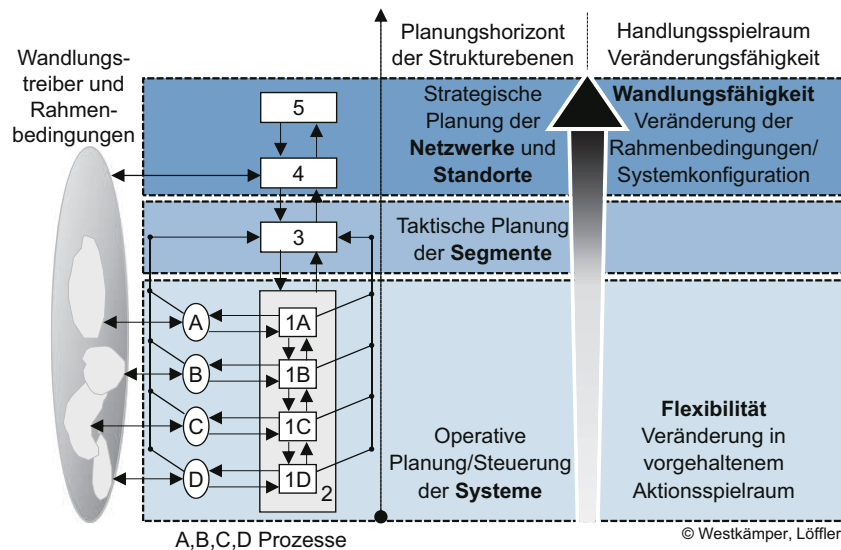 Wandlungs-
treiber und
Rahmen-
bedingungen
Planungshorizont
der Strukturebenen
Handlungsspielraum
Veränderungsfähigkeit
5
4
3
Strategische
Planung der
Netzwerke und
Standorte
Wandlungsfähigkeit
Veränderung der
Rahmenbedingungen/
Systemkonfiguration
Taktische Planung
der Segmente
A
1A
B
1B
C
1C
D
1D
2
Operative
Planung/Steuerung
der Systeme
Flexibilität
Veränderung in
vorgehaltenem
Aktionsspielraum
A,B,C,D Prozesse
© Westkämper, Löffler